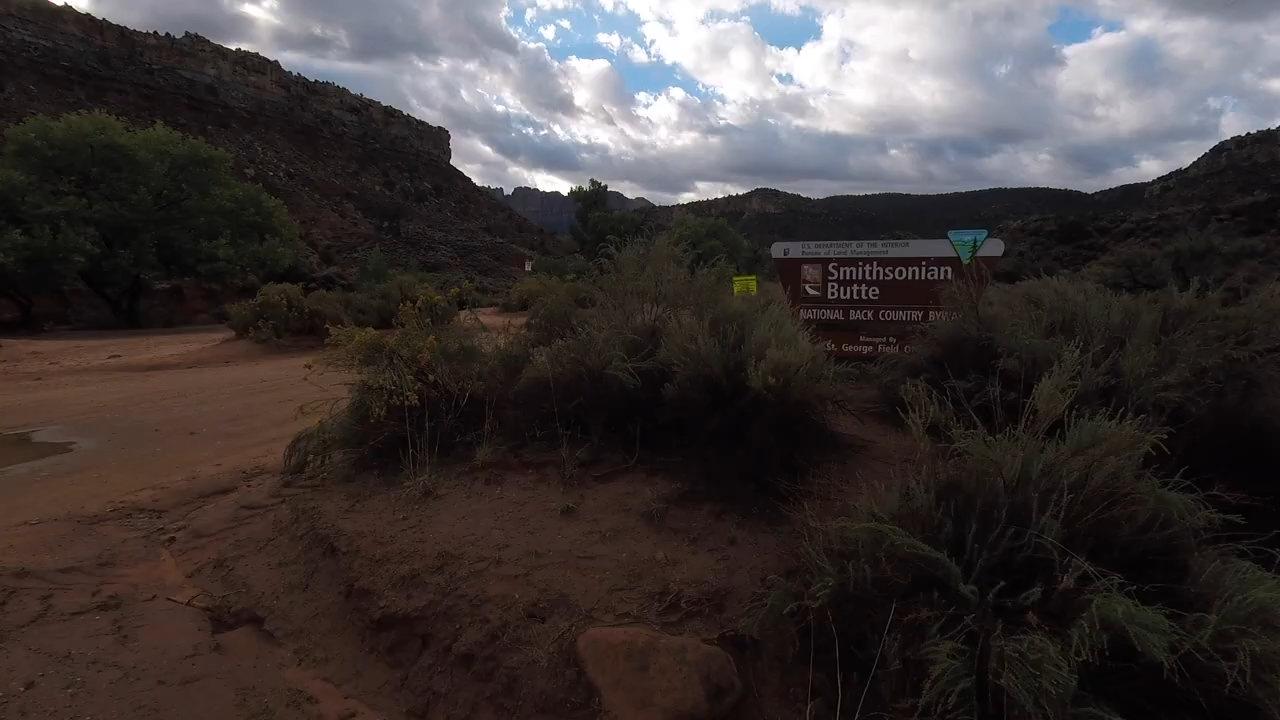 U.S. DEPARTMENT OF THE INTERIOR
Bureau of Land Management
Smithsonian
Butte
NATIONAL BACK COUNTRY BYWA
Managed By
St. George Field O